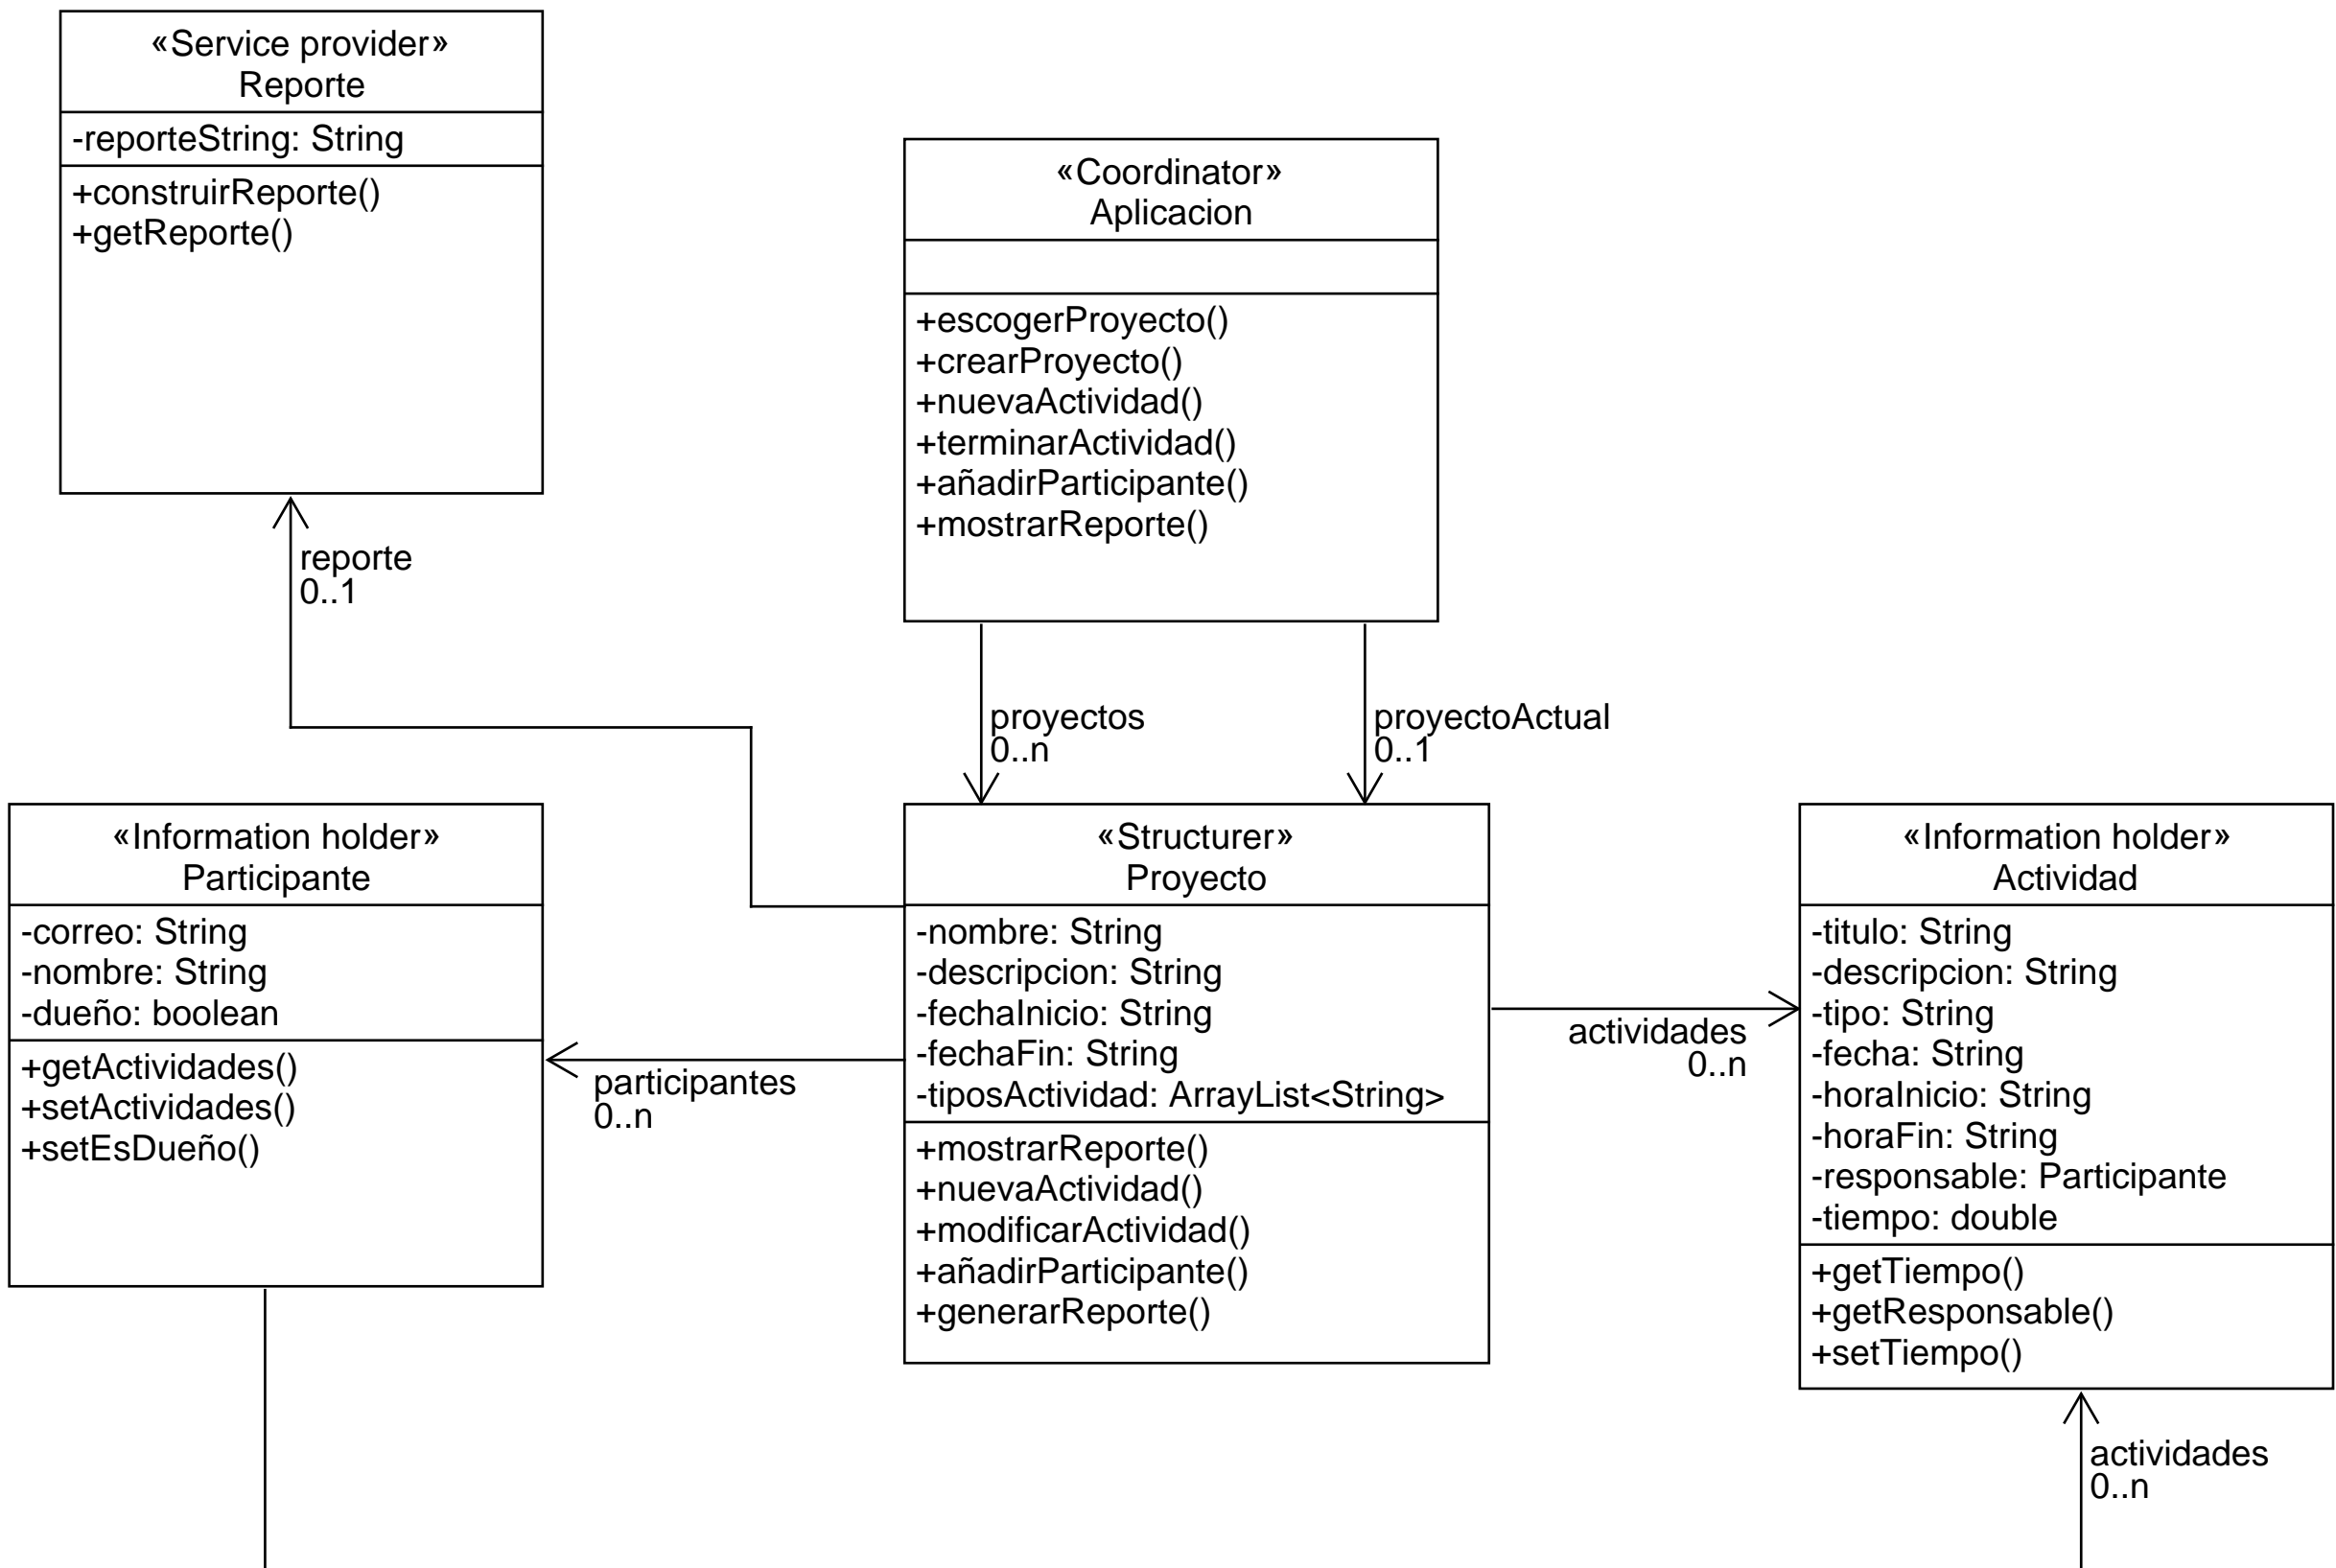 «Service provider»
Reporte
-reporteString: String
+construirReporte()
+getReporte()
reporte
0..1
«Coordinator»
Aplicacion
+escogerProyecto()
+crearProyecto()
+nuevaActividad()
+terminarActividad()
+añadirParticipante()
+mostrarReporte()
proyectos
0..n
proyectoActual
0..1
«Information holder»
Participante
-correo: String
-nombre: String
-dueño: boolean
+getActividades()
+setActividades()
+setEsDueño()
participantes
0..n
«Structurer»
Proyecto
-nombre: String
-descripcion: String
-fechaInicio: String
-fechaFin: String
-tiposActividad: ArrayList<String>
+mostrarReporte()
+nuevaActividad()
+modificarActividad()
+añadirParticipante()
+generarReporte()
actividades
0..n
«Information holder»
Actividad
-titulo: String
-descripcion: String
-tipo: String
-fecha: String
-horaInicio: String
-horaFin: String
-responsable: Participante
-tiempo: double
+getTiempo()
+getResponsable()
+setTiempo()
actividades
0..n